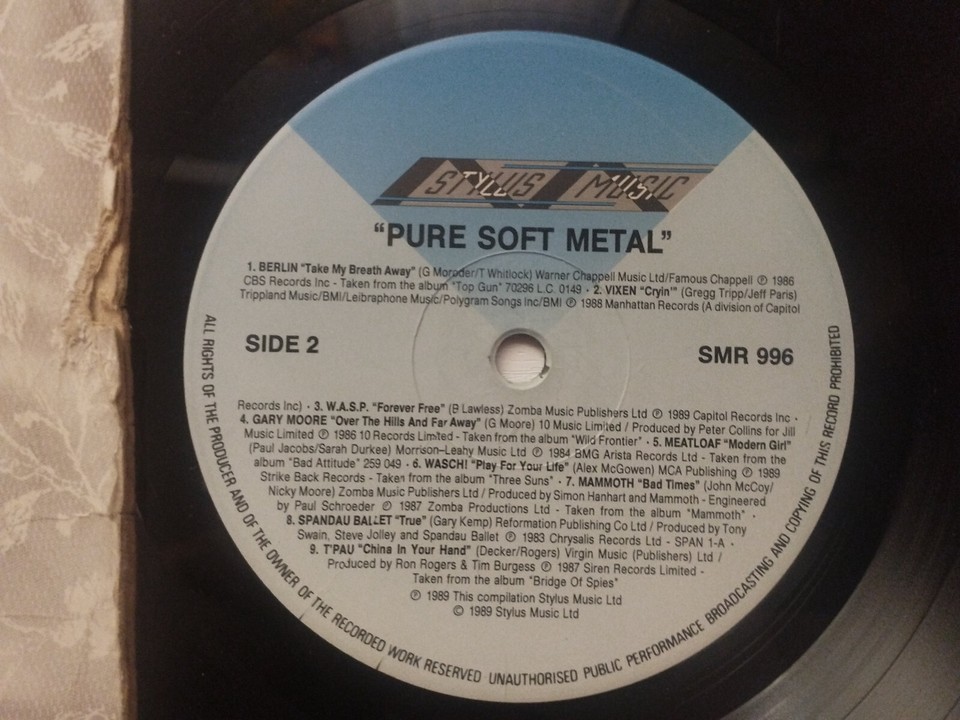 STYLUS MUSIC
"PURE SOFT METAL"
1. BERLIN "Take My Breath Away" (G Moroder/T Whitlock) Warner Chappell Music Ltd/Famous Chappell ℗ 1986
CBS Records Inc - Taken from the album "Top Gun" 70296 L.C. 0149 · 2. VIXEN "Cryin'" (Gregg Tripp/Jeff Paris)
Trippland Music/BMI/Leibraphone Music/Polygram Songs Inc/BMI ℗ 1988 Manhattan Records (A division of Capitol
SIDE 2
SMR 996
Records Inc) · 3. W.A.S.P. "Forever Free" (B Lawless) Zomba Music Publishers Ltd ℗ 1989 Capitol Records Inc ·
4. GARY MOORE "Over The Hills And Far Away" (G Moore) 10 Music Limited / Produced by Peter Collins for Jill
Music Limited ℗ 1986 10 Records Limited - Taken from the album "Wild Frontier" · 5. MEATLOAF "Modern Girl"
(Paul Jacobs/Sarah Durkee) Morrison-Leahy Music Ltd ℗ 1984 BMG Arista Records Ltd - Taken from the
album "Bad Attitude" 259 049 · 6. WASCH! "Play For Your Life" (Alex McGowen) MCA Publishing ℗ 1989
Strike Back Records - Taken from the album "Three Suns" · 7. MAMMOTH "Bad Times" (John McCoy/
Nicky Moore) Zomba Music Publishers Ltd / Produced by Simon Hanhart and Mammoth - Engineered
by Paul Schroeder ℗ 1987 Zomba Productions Ltd - Taken from the album "Mammoth" ·
8. SPANDAU BALLET "True" (Gary Kemp) Reformation Publishing Co Ltd / Produced by Tony
Swain, Steve Jolley and Spandau Ballet ℗ 1983 Chrysalis Records Ltd - SPAN 1-A ·
9. T'PAU "China In Your Hand" (Decker/Rogers) Virgin Music (Publishers) Ltd /
Produced by Ron Rogers & Tim Burgess ℗ 1987 Siren Records Limited -
Taken from the album "Bridge Of Spies"
℗ 1989 This compilation Stylus Music Ltd
© 1989 Stylus Music Ltd
ALL RIGHTS OF THE PRODUCER AND OF THE OWNER OF THE RECORDED WORK RESERVED UNAUTHORISED PUBLIC PERFORMANCE BROADCASTING AND COPYING OF THIS RECORD PROHIBITED